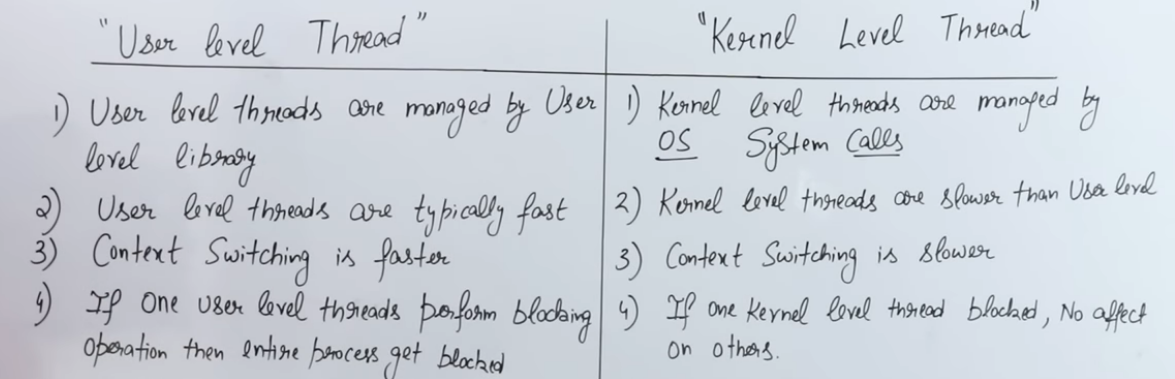 "User level Thread"
1) User level threads are managed by User
level library
2) User level threads are typically fast
3) Context Switching is faster
4) If one user level threads perform blocking
operation then entire process get blocked
"Kernel Level Thread"
1) Kernel level threads are managed by
OS System Calls
2) Kernel level threads are slower than User level
3) Context Switching is slower
4) If one Kernel level thread blocked, No affect
on others.